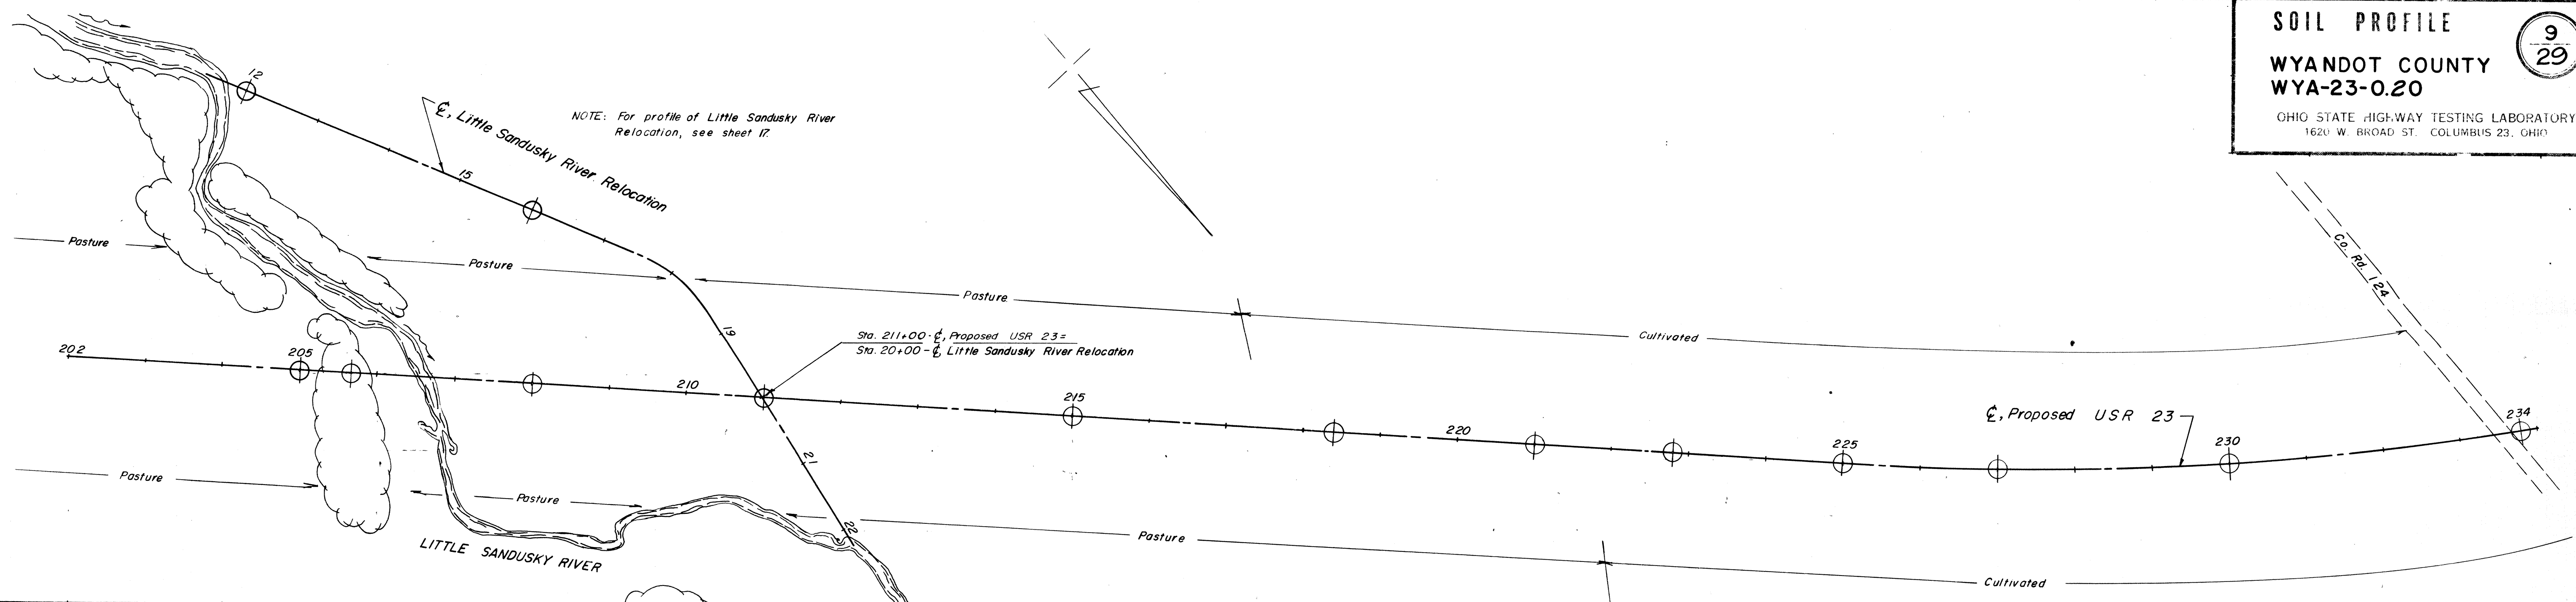 SOIL PROFILE
9
29
WYANDOT COUNTY
WYA-23-0.20
OHIO STATE HIGHWAY TESTING LABORATORY
1620 W. BROAD ST. COLUMBUS 23, OHIO
12
℄, Little Sandusky River Relocation
NOTE: For profile of Little Sandusky River
Relocation, see sheet 17.
15
Pasture
Pasture
Pasture
Cultivated
Co. Rd. 124
19
Sta. 211+00-℄, Proposed USR 23=
Sta. 20+00-℄, Little Sandusky River Relocation
202
205
210
215
220
225
230
234
℄, Proposed USR 23
21
22
Pasture
Pasture
Pasture
Cultivated
LITTLE SANDUSKY RIVER